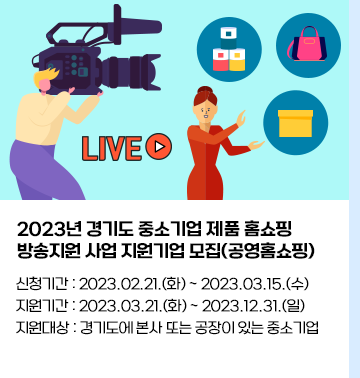 LIVE
2023년 경기도 중소기업 제품 홈쇼핑
방송지원 사업 지원기업 모집(공영홈쇼핑)
신청기간 : 2023.02.21.(화) ~ 2023.03.15.(수)
지원기간 : 2023.03.21.(화) ~ 2023.12.31.(일)
지원대상 : 경기도에 본사 또는 공장이 있는 중소기업